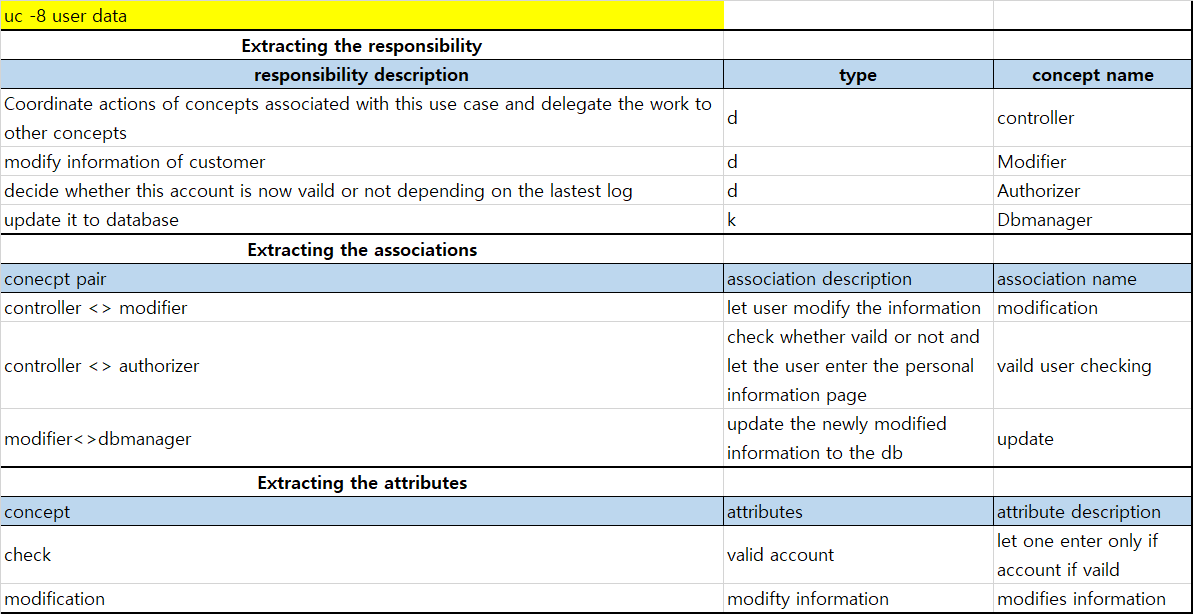 uc -8 user data
Extracting the responsibility
responsibility description type concept name
Coordinate actions of concepts associated with this use case and delegate the work to
other concepts
d controller
modify information of customer d Modifier
decide whether this account is now vaild or not depending on the lastest log d Authorizer
update it to database k Dbmanager
Extracting the associations
conecpt pair association description association name
controller <> modifier let user modify the information modification
controller <> authorizer
check whether vaild or not and
let the user enter the personal
information page
vaild user checking
modifier<>dbmanager
update the newly modified
information to the db
update
Extracting the attributes
concept attributes attribute description
check valid account
let one enter only if
account if vaild
modification modifty information modifies information